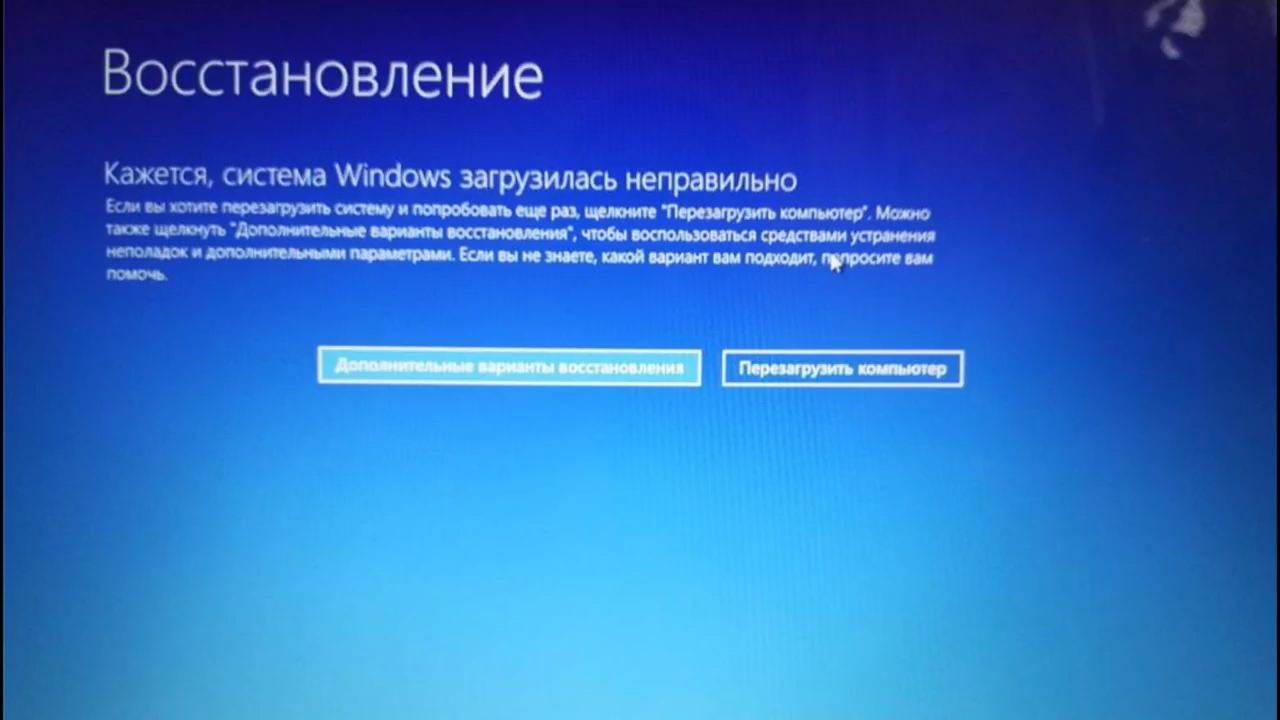 Восстановление
Кажется, система Windows загрузилась неправильно
Если вы хотите перезагрузить систему и попробовать еще раз, щелкните "Перезагрузить компьютер". Можно
также щелкнуть "Дополнительные варианты восстановления", чтобы воспользоваться средствами устранения
неполадок и дополнительными параметрами. Если вы не знаете, какой вариант вам подходит, попросите вам
помочь.
Дополнительные варианты восстановления
Перезагрузить компьютер